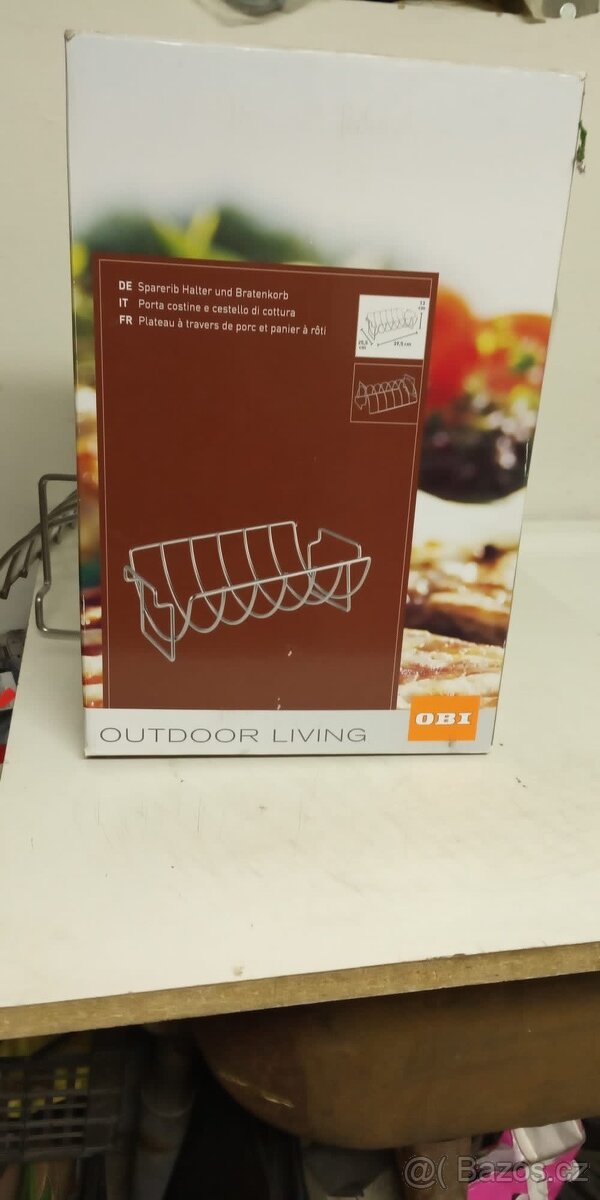 DE Sparerib Halter und Bratenkorb
IT Porta costine e cestello di cottura
FR Plateau à travers de porc et panier à rôti
OUTDOOR LIVING
OBI
@( Bazos.cz